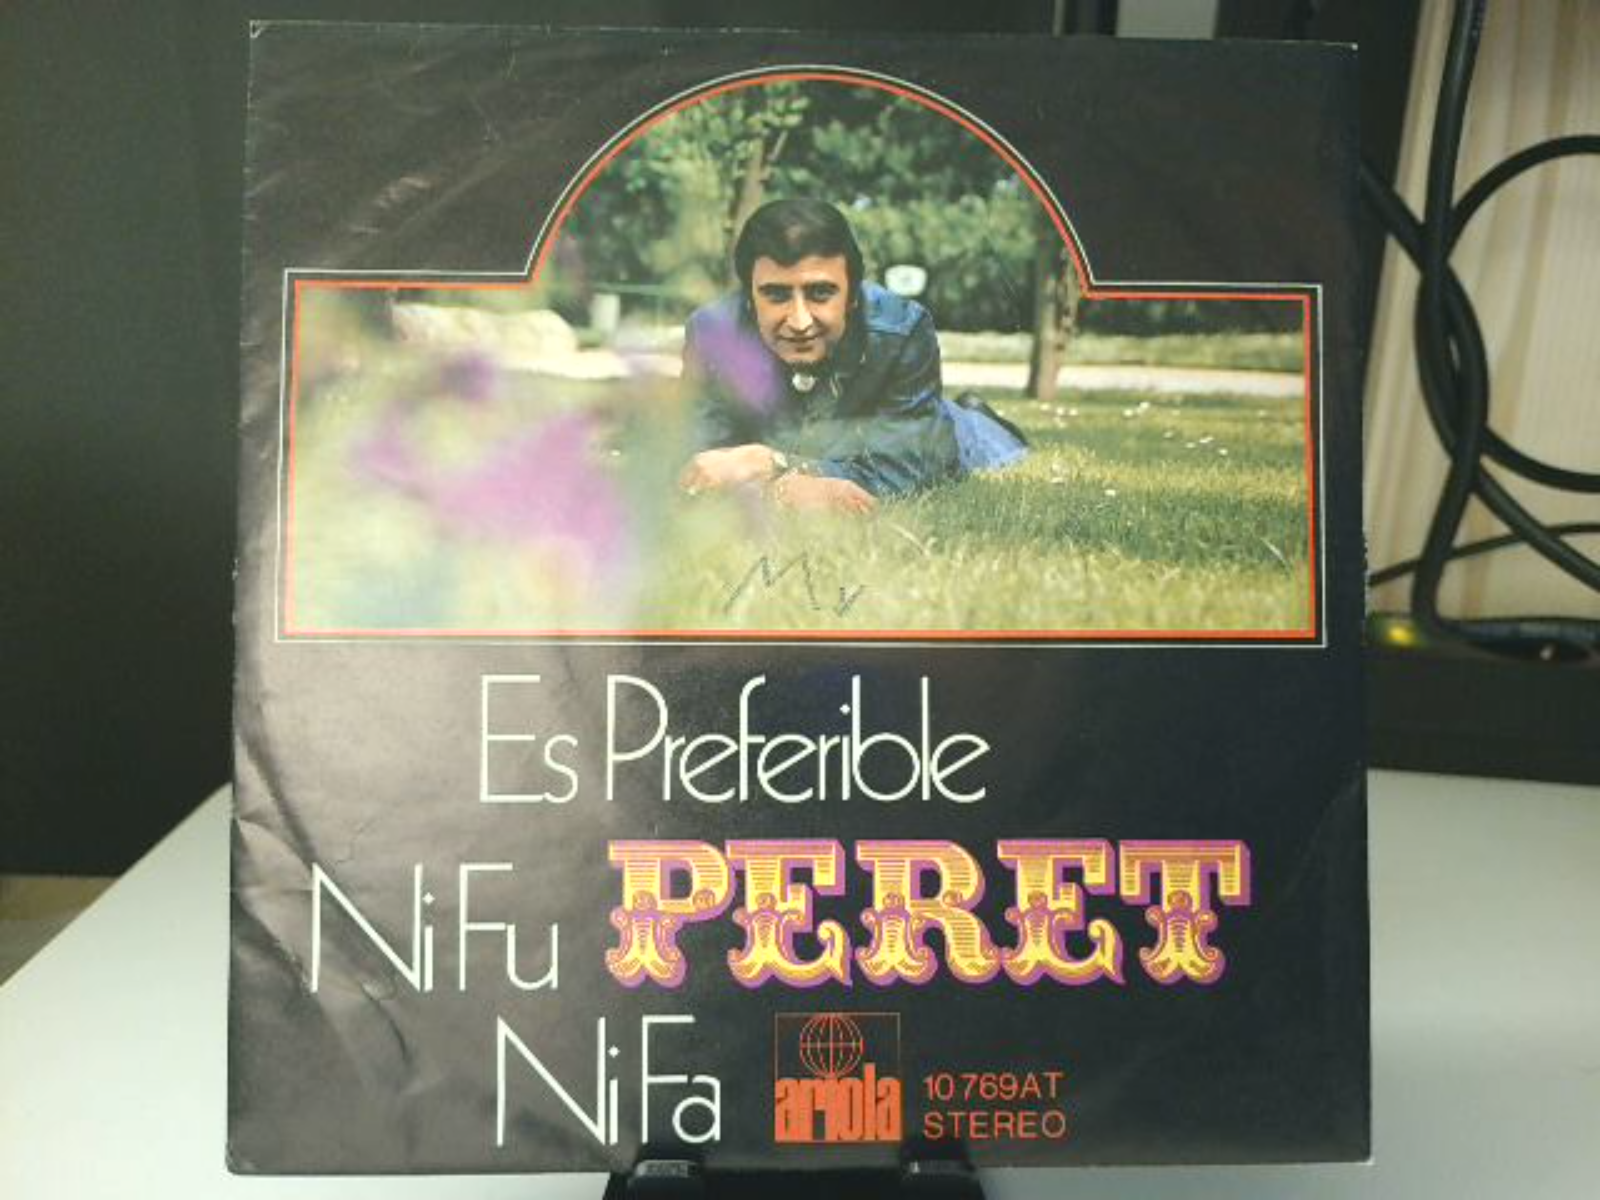 Es Preferible
Ni Fu PERET
Ni Fa
ariola
10 769 AT
STEREO